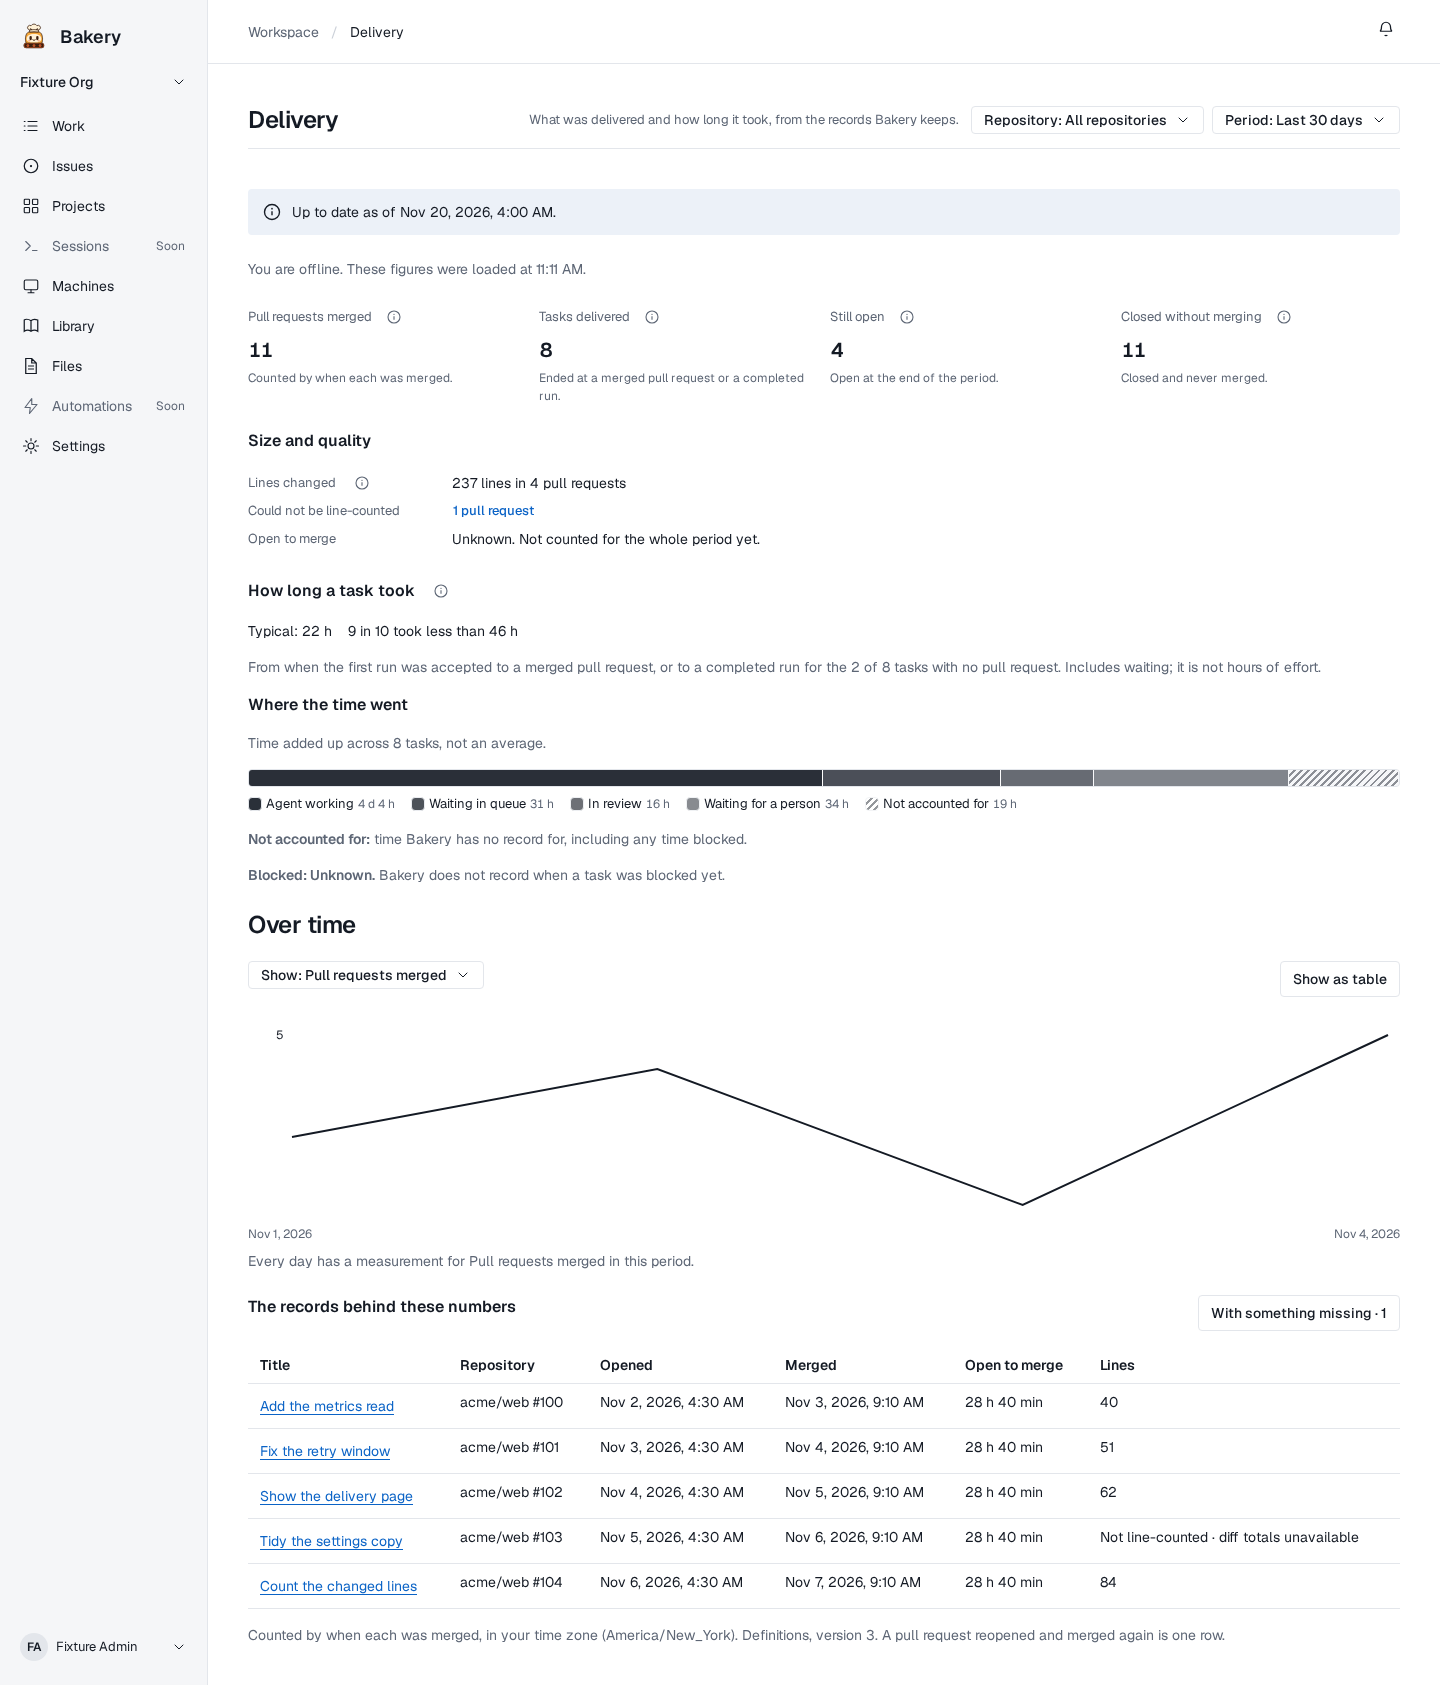 Bakery
Fixture Org
Work
Issues
Projects
Sessions Soon
Machines
Library
Files
Automations Soon
Settings
FA Fixture Admin
Workspace / Delivery
Delivery
What was delivered and how long it took, from the records Bakery keeps.
Repository: All repositories
Period: Last 30 days
Up to date as of Nov 20, 2026, 4:00 AM.
You are offline. These figures were loaded at 11:11 AM.
Pull requests merged
11
Counted by when each was merged.
Tasks delivered
8
Ended at a merged pull request or a completed
run.
Still open
4
Open at the end of the period.
Closed without merging
11
Closed and never merged.
Size and quality
Lines changed 237 lines in 4 pull requests
Could not be line-counted 1 pull request
Open to merge Unknown. Not counted for the whole period yet.
How long a task took
Typical: 22 h 9 in 10 took less than 46 h
From when the first run was accepted to a merged pull request, or to a completed run for the 2 of 8 tasks with no pull request. Includes waiting; it is not hours of effort.
Where the time went
Time added up across 8 tasks, not an average.
Agent working 4 d 4 h Waiting in queue 31 h In review 16 h Waiting for a person 34 h Not accounted for 19 h
Not accounted for: time Bakery has no record for, including any time blocked.
Blocked: Unknown. Bakery does not record when a task was blocked yet.
Over time
Show: Pull requests merged
Show as table
5
Nov 1, 2026 Nov 4, 2026
Every day has a measurement for Pull requests merged in this period.
The records behind these numbers
With something missing · 1
Title Repository Opened Merged Open to merge Lines
Add the metrics read acme/web #100 Nov 2, 2026, 4:30 AM Nov 3, 2026, 9:10 AM 28 h 40 min 40
Fix the retry window acme/web #101 Nov 3, 2026, 4:30 AM Nov 4, 2026, 9:10 AM 28 h 40 min 51
Show the delivery page acme/web #102 Nov 4, 2026, 4:30 AM Nov 5, 2026, 9:10 AM 28 h 40 min 62
Tidy the settings copy acme/web #103 Nov 5, 2026, 4:30 AM Nov 6, 2026, 9:10 AM 28 h 40 min Not line-counted · diff totals unavailable
Count the changed lines acme/web #104 Nov 6, 2026, 4:30 AM Nov 7, 2026, 9:10 AM 28 h 40 min 84
Counted by when each was merged, in your time zone (America/New_York). Definitions, version 3. A pull request reopened and merged again is one row.